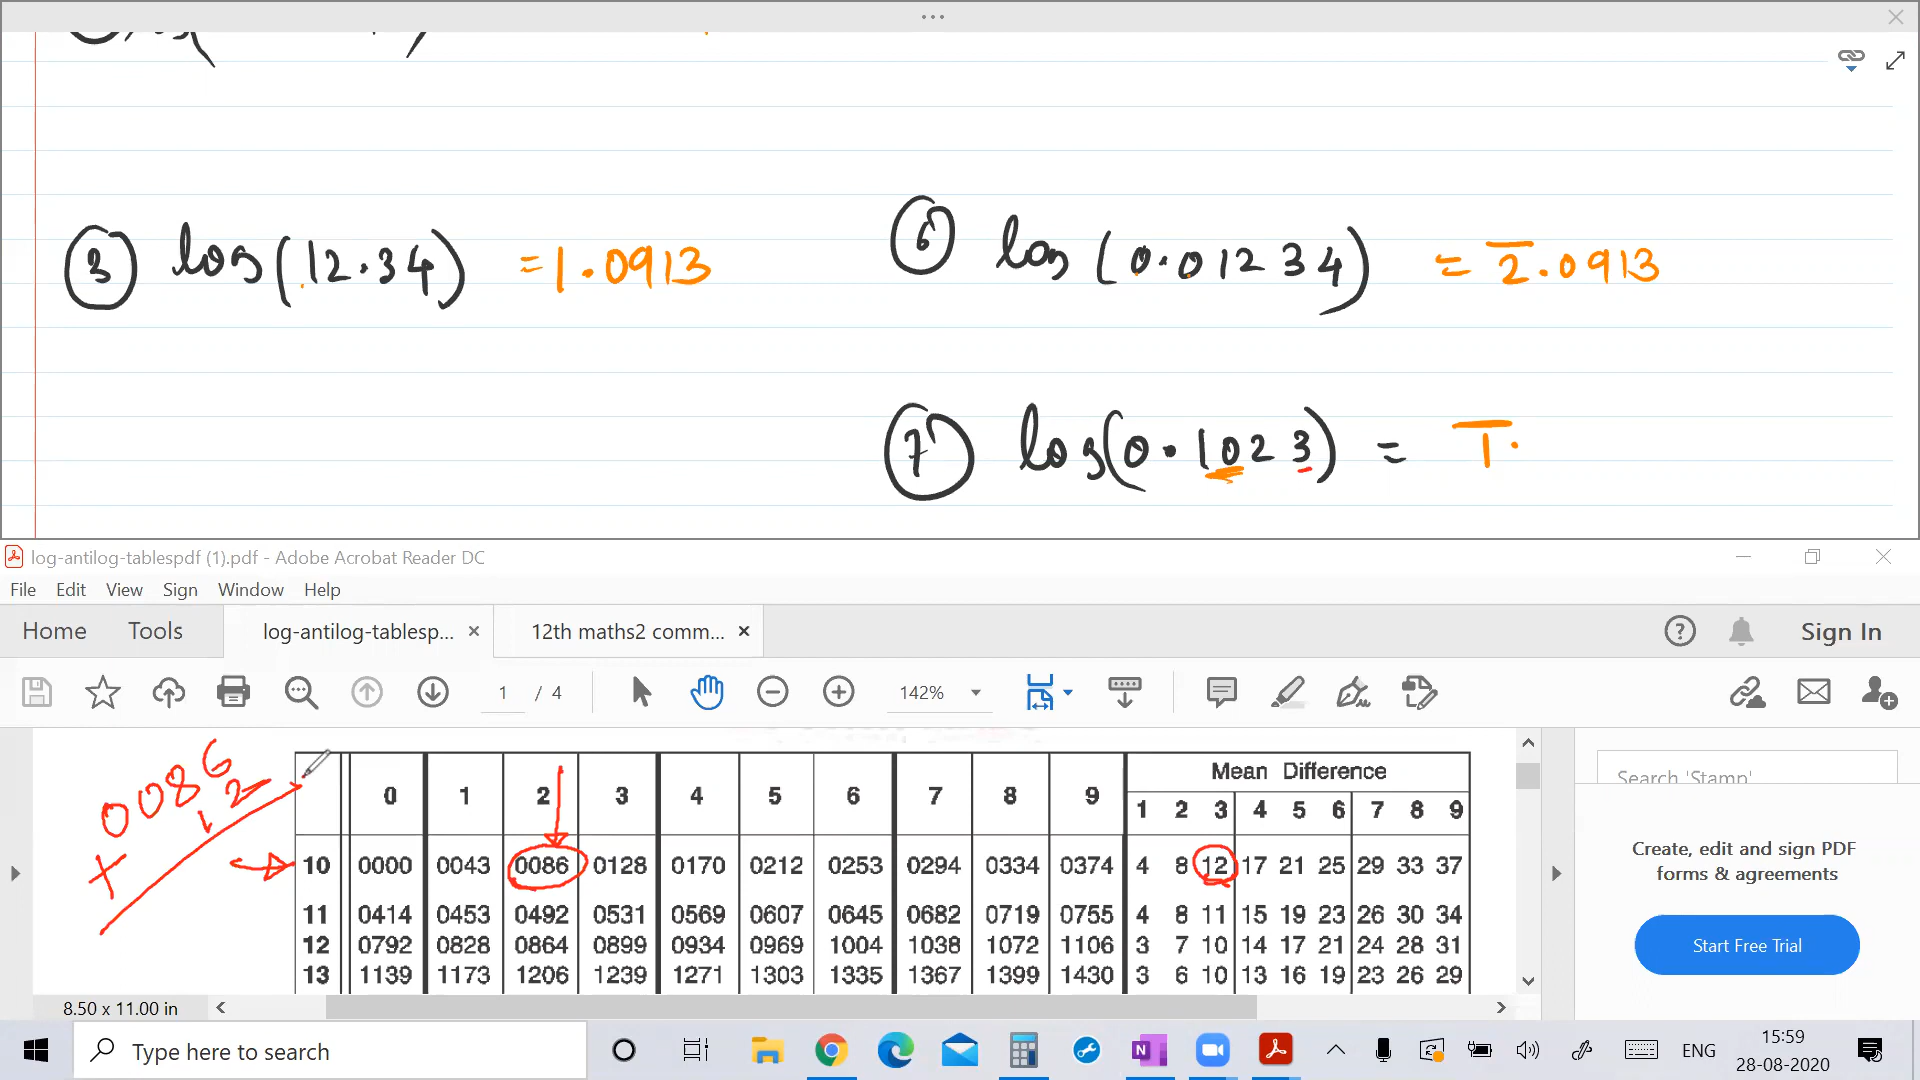 ③ log(12.34) = 1.0913
⑥ log(0.01234) = 2̅.0913
⑦ log(0.1023) = 1̅.
log-antilog-tablespdf (1).pdf - Adobe Acrobat Reader DC
File Edit View Sign Window Help
Home Tools log-antilog-tablesp... × 12th maths2 comm... × Sign In
1 / 4 142%
0086
+ 12
Mean Difference
0 1 2 3 4 5 6 7 8 9 1 2 3 4 5 6 7 8 9
10 0000 0043 0086 0128 0170 0212 0253 0294 0334 0374 4 8 12 17 21 25 29 33 37
11 0414 0453 0492 0531 0569 0607 0645 0682 0719 0755 4 8 11 15 19 23 26 30 34
12 0792 0828 0864 0899 0934 0969 1004 1038 1072 1106 3 7 10 14 17 21 24 28 31
13 1139 1173 1206 1239 1271 1303 1335 1367 1399 1430 3 6 10 13 16 19 23 26 29
Search 'Stamp'
Create, edit and sign PDF
forms & agreements
Start Free Trial
8.50 x 11.00 in
Type here to search
ENG
15:59
28-08-2020